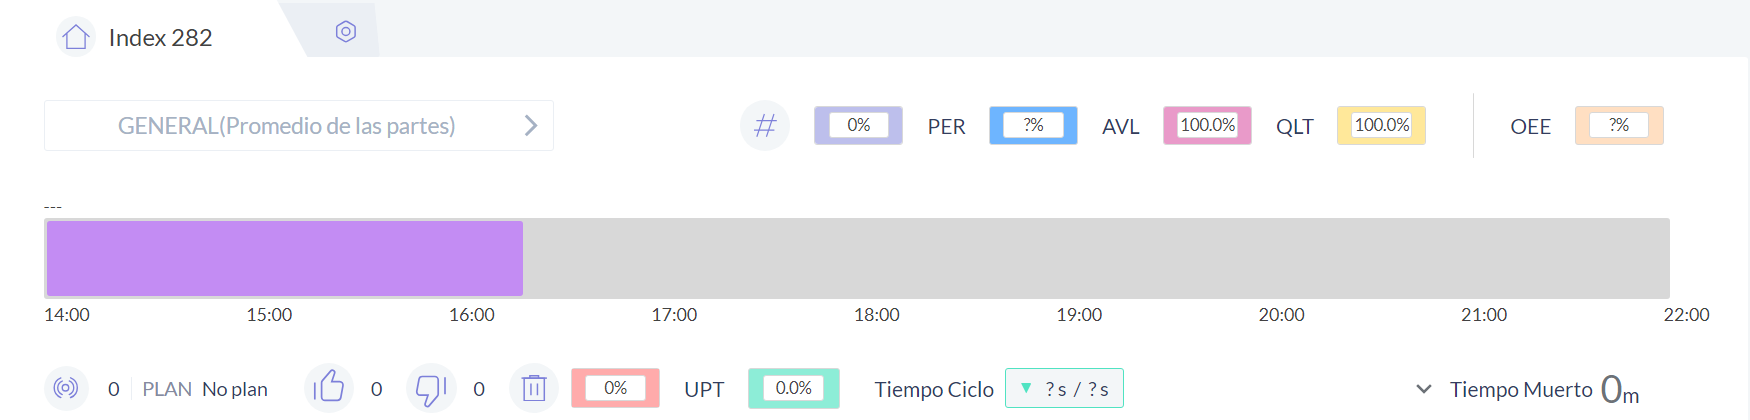 Index 282
GENERAL(Promedio de las partes)
# 0% PER ?% AVL 100.0% QLT 100.0% OEE ?%
---
14:00 15:00 16:00 17:00 18:00 19:00 20:00 21:00 22:00
0 PLAN No plan 0 0 0% UPT 0.0% Tiempo Ciclo ?s / ?s Tiempo Muerto 0m